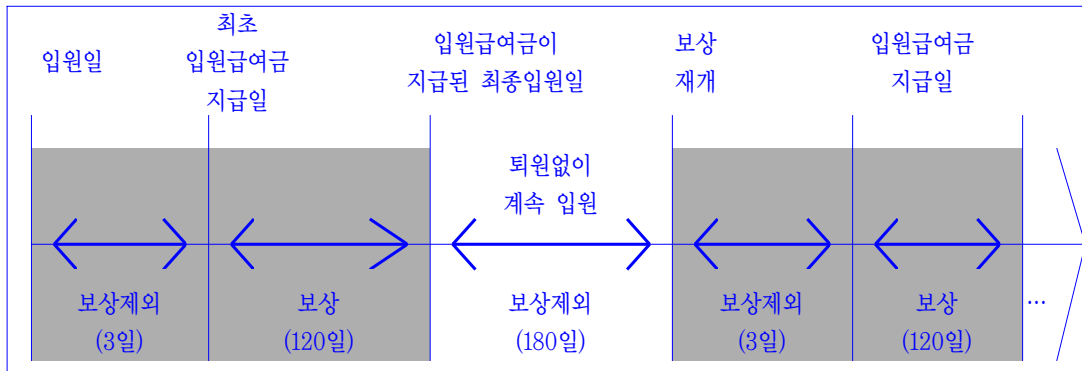 입원일
최초
입원급여금
지급일
입원급여금이
지급된 최종입원일
보상
재개
입원급여금
지급일
퇴원없이
계속 입원
보상제외
(3일)
보상
(120일)
보상제외
(180일)
보상제외
(3일)
보상
(120일)
…